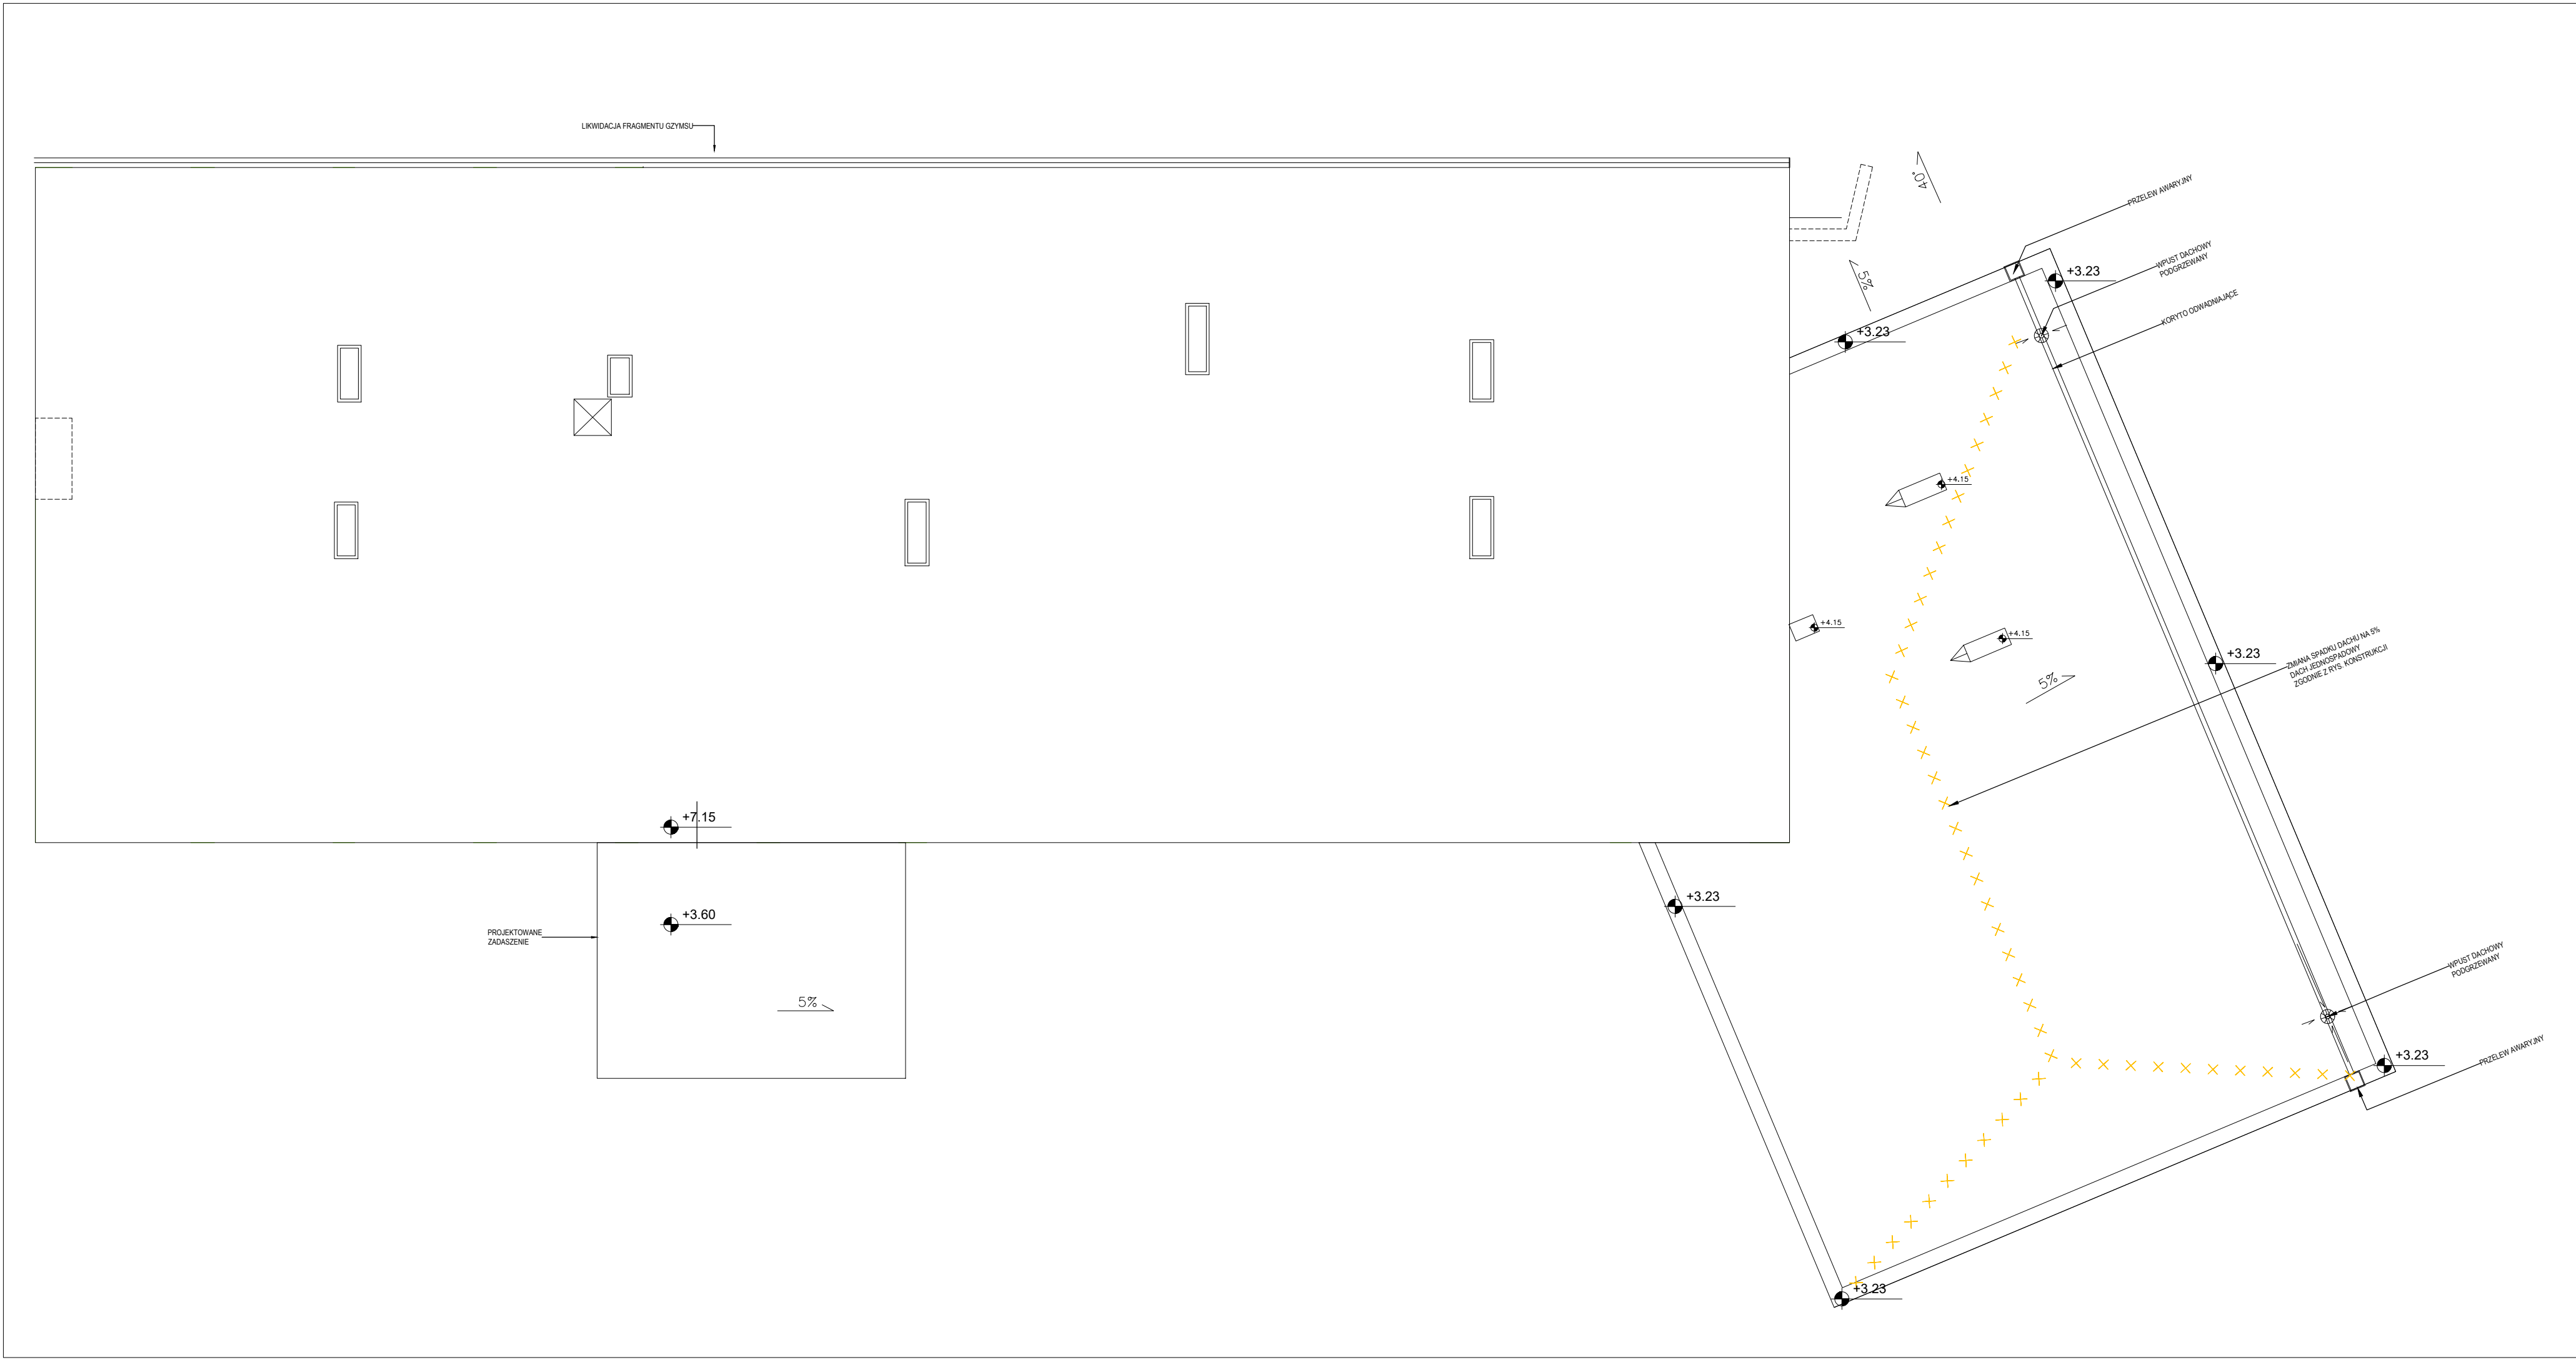 LIKWIDACJA FRAGMENTU GZYMSU
40°
PRZELEW AWARYJNY
WPUST DACHOWY
PODGRZEWANY
5%
+3.23
KORYTO ODWADNIAJĄCE
+3.23
+4.15
+4.15
+4.15
ZMIANA SPADKU DACHU NA 5%
DACH JEDNOSPADOWY
ZGODNIE Z RYS. KONSTRUKCJI
+3.23
5%
+7.15
+3.60
+3.23
PROJEKTOWANE
ZADASZENIE
5%
WPUST DACHOWY
PODGRZEWANY
+3.23
PRZELEW AWARYJNY
+3.23